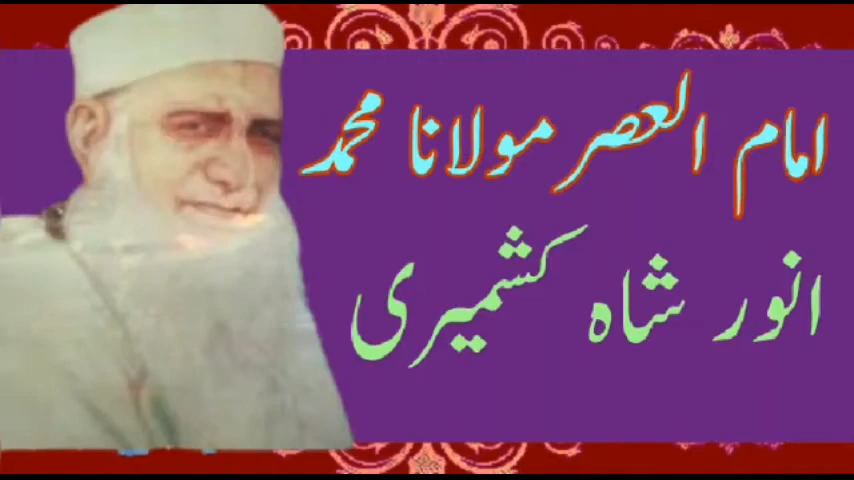 امام العصر مولانا محمد
انور شاہ کشمیری